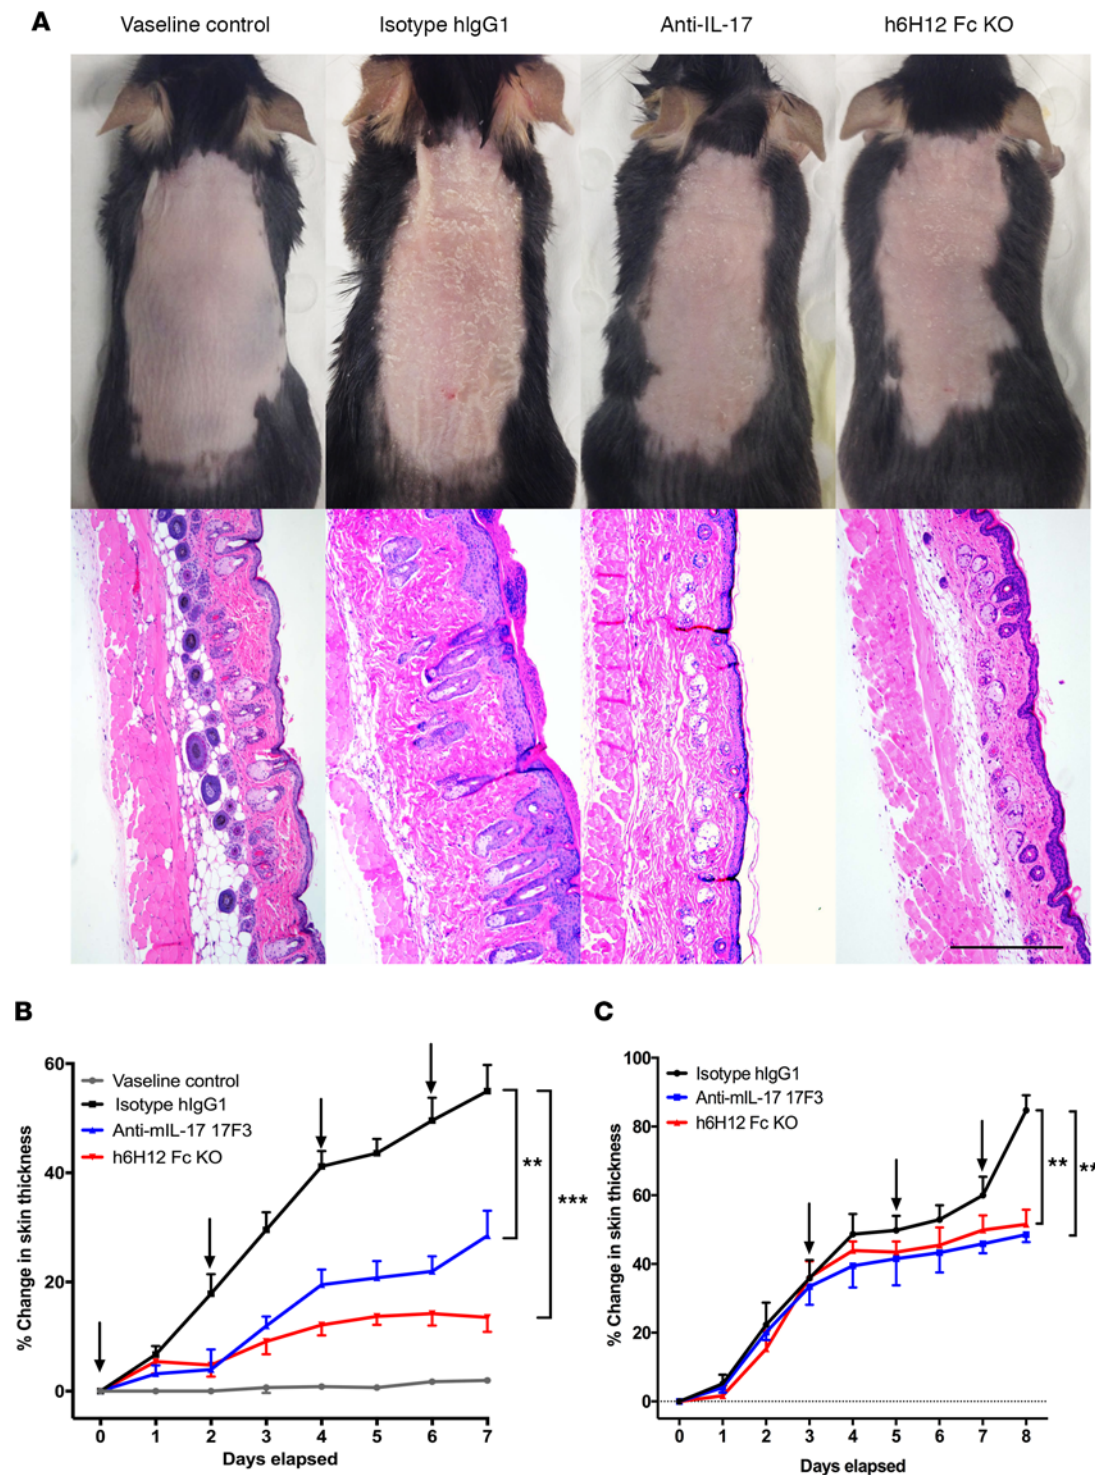 A
Vaseline control Isotype hIgG1 Anti-IL-17 h6H12 Fc KO
B
60
40
20
0
% Change in skin thickness
Vaseline control
Isotype hIgG1
Anti-mIL-17 17F3
h6H12 Fc KO
**
***
0 1 2 3 4 5 6 7
Days elapsed
C
100
80
60
40
20
0
% Change in skin thickness
Isotype hIgG1
Anti-mIL-17 17F3
h6H12 Fc KO
**
**
0 1 2 3 4 5 6 7 8
Days elapsed